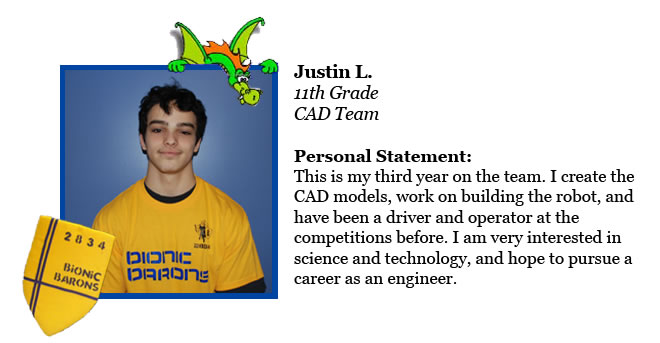 Justin L.
11th Grade
CAD Team
Personal Statement:
This is my third year on the team. I create the
CAD models, work on building the robot, and
have been a driver and operator at the
competitions before. I am very interested in
science and technology, and hope to pursue a
career as an engineer.
BIONIC
BARONS
2834
BIONIC
BARONS